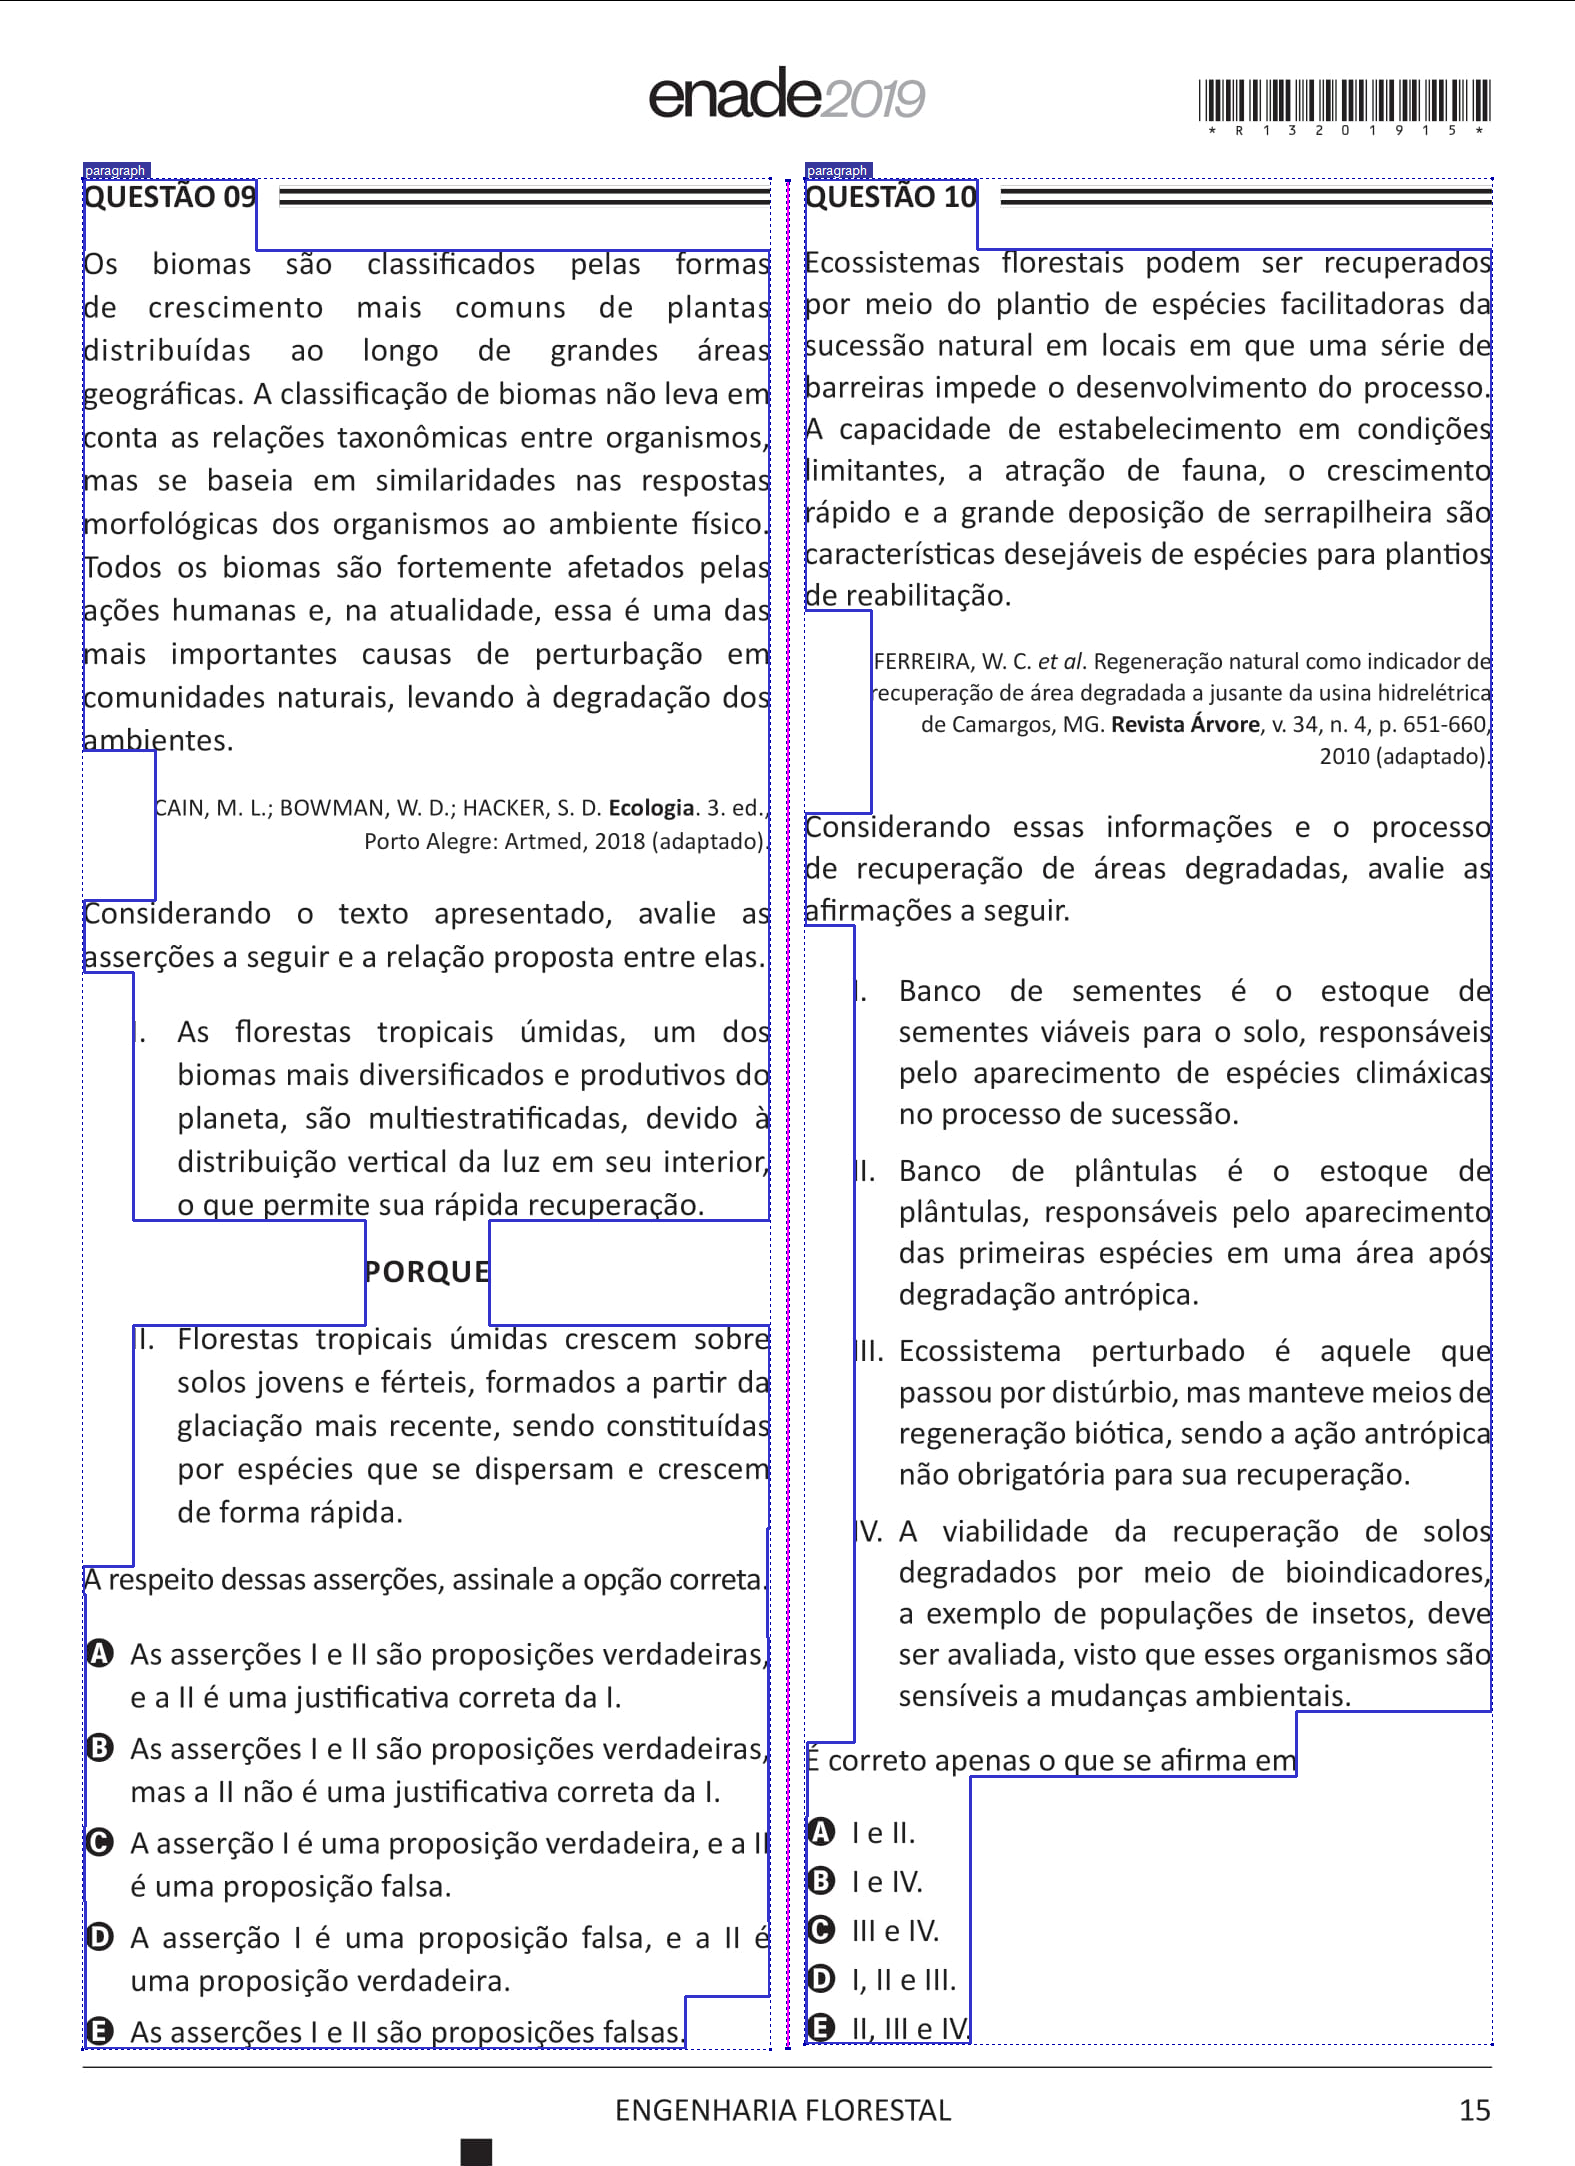 enade2019
*R13201915*
paragraph
QUESTÃO 09
Os biomas são classificados pelas formas
de crescimento mais comuns de plantas
distribuídas ao longo de grandes áreas
geográficas. A classificação de biomas não leva em
conta as relações taxonômicas entre organismos,
mas se baseia em similaridades nas respostas
morfológicas dos organismos ao ambiente físico.
Todos os biomas são fortemente afetados pelas
ações humanas e, na atualidade, essa é uma das
mais importantes causas de perturbação em
comunidades naturais, levando à degradação dos
ambientes.
CAIN, M. L.; BOWMAN, W. D.; HACKER, S. D. Ecologia. 3. ed.,
Porto Alegre: Artmed, 2018 (adaptado).
Considerando o texto apresentado, avalie as
asserções a seguir e a relação proposta entre elas.
I. As florestas tropicais úmidas, um dos
biomas mais diversificados e produtivos do
planeta, são multiestratificadas, devido à
distribuição vertical da luz em seu interior,
o que permite sua rápida recuperação.
PORQUE
II. Florestas tropicais úmidas crescem sobre
solos jovens e férteis, formados a partir da
glaciação mais recente, sendo constituídas
por espécies que se dispersam e crescem
de forma rápida.
A respeito dessas asserções, assinale a opção correta.
A As asserções I e II são proposições verdadeiras,
e a II é uma justificativa correta da I.
B As asserções I e II são proposições verdadeiras,
mas a II não é uma justificativa correta da I.
C A asserção I é uma proposição verdadeira, e a II
é uma proposição falsa.
D A asserção I é uma proposição falsa, e a II é
uma proposição verdadeira.
E As asserções I e II são proposições falsas.
paragraph
QUESTÃO 10
Ecossistemas florestais podem ser recuperados
por meio do plantio de espécies facilitadoras da
sucessão natural em locais em que uma série de
barreiras impede o desenvolvimento do processo.
A capacidade de estabelecimento em condições
limitantes, a atração de fauna, o crescimento
rápido e a grande deposição de serrapilheira são
características desejáveis de espécies para plantios
de reabilitação.
FERREIRA, W. C. et al. Regeneração natural como indicador de
recuperação de área degradada a jusante da usina hidrelétrica
de Camargos, MG. Revista Árvore, v. 34, n. 4, p. 651-660,
2010 (adaptado).
Considerando essas informações e o processo
de recuperação de áreas degradadas, avalie as
afirmações a seguir.
I. Banco de sementes é o estoque de
sementes viáveis para o solo, responsáveis
pelo aparecimento de espécies climáxicas
no processo de sucessão.
II. Banco de plântulas é o estoque de
plântulas, responsáveis pelo aparecimento
das primeiras espécies em uma área após
degradação antrópica.
III. Ecossistema perturbado é aquele que
passou por distúrbio, mas manteve meios de
regeneração biótica, sendo a ação antrópica
não obrigatória para sua recuperação.
IV. A viabilidade da recuperação de solos
degradados por meio de bioindicadores,
a exemplo de populações de insetos, deve
ser avaliada, visto que esses organismos são
sensíveis a mudanças ambientais.
É correto apenas o que se afirma em
A I e II.
B I e IV.
C III e IV.
D I, II e III.
E II, III e IV.
ENGENHARIA FLORESTAL
15